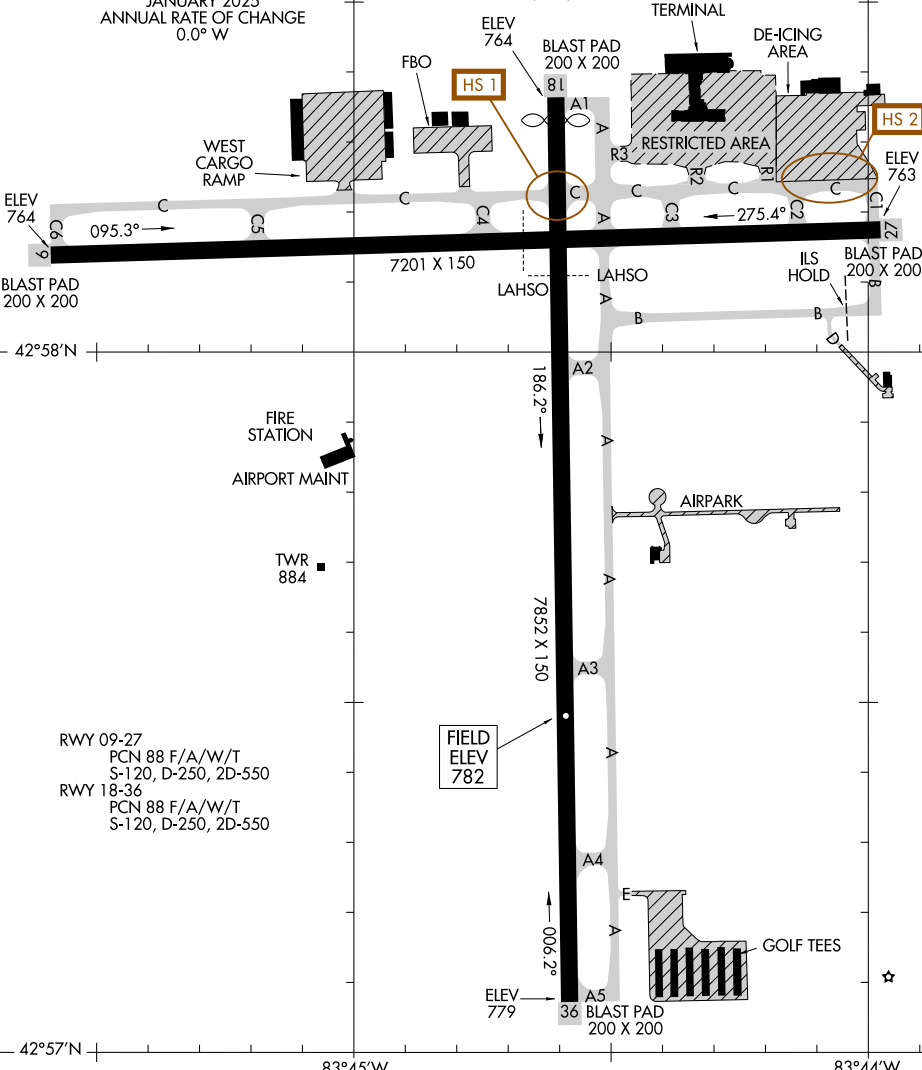 JANUARY 2025
ANNUAL RATE OF CHANGE
0.0° W
ELEV
764
BLAST PAD
200 X 200
TERMINAL
DE-ICING
AREA
FBO
HS 1
18
A1
A
HS 2
WEST
CARGO
RAMP
RESTRICTED AREA
R3
R2
R1
ELEV
763
ELEV
764
C
C
C
C
C
C
C6
C5
C4
A
C3
C2
C1
095.3°
275.4°
9
27
7201 X 150
BLAST PAD
200 X 200
LAHSO
LAHSO
ILS
HOLD
BLAST PAD
200 X 200
A
B
B
B
D
42°58'N
A2
186.2°
FIRE
STATION
A
AIRPORT MAINT
AIRPARK
TWR
884
A
7852 X 150
A3
FIELD
ELEV
782
A
RWY 09-27
PCN 88 F/A/W/T
S-120, D-250, 2D-550
RWY 18-36
PCN 88 F/A/W/T
S-120, D-250, 2D-550
A4
E
A
006.2°
GOLF TEES
ELEV
779
A5
36
BLAST PAD
200 X 200
42°57'N
83°45'W
83°44'W